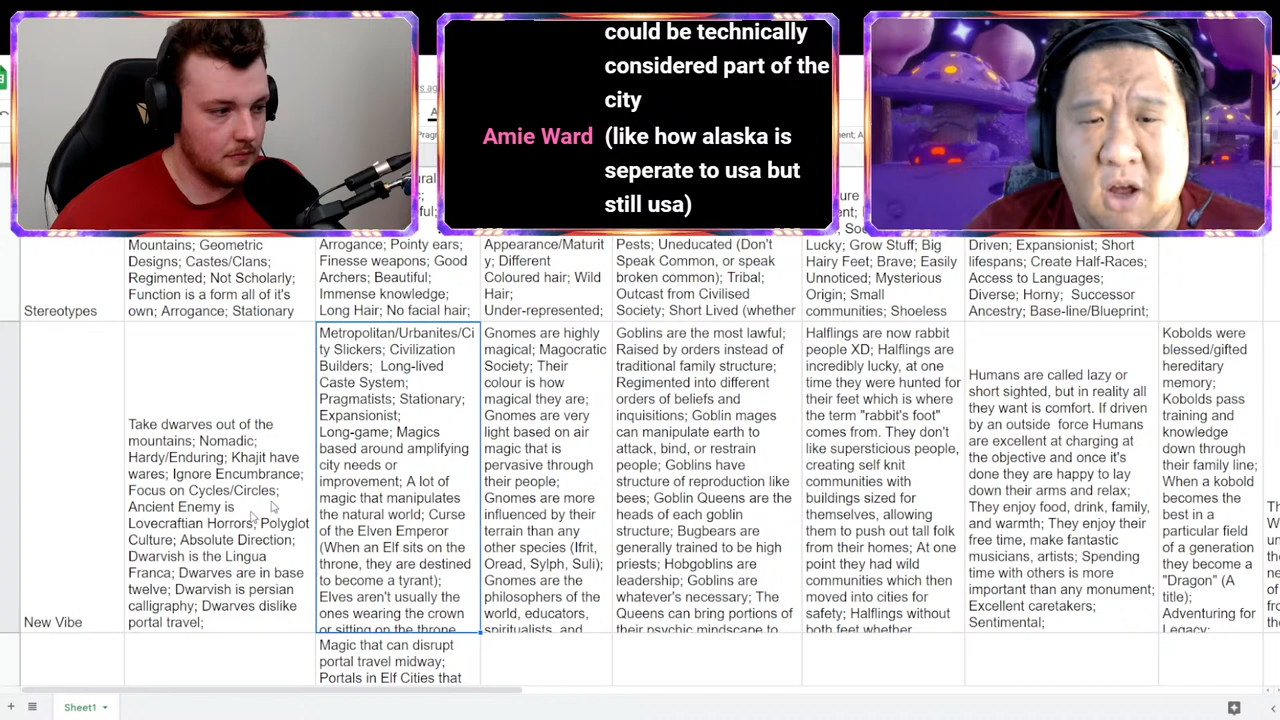 could be technically
considered part of the
city
Amie Ward (like how alaska is
seperate to usa but
still usa)
Stereotypes
Mountains; Geometric
Designs; Castes/Clans;
Regimented; Not Scholarly;
Function is a form all of it's
own; Arrogance; Stationary
Arrogance; Pointy ears;
Finesse weapons; Good
Archers; Beautiful;
Immense knowledge;
Long Hair; No facial hair;
Appearance/Maturit
y; Different
Coloured hair; Wild
Hair;
Under-represented;
Pests; Uneducated (Don't
Speak Common, or speak
broken common); Tribal;
Outcast from Civilised
Society; Short Lived (whether
Lucky; Grow Stuff; Big
Hairy Feet; Brave; Easily
Unnoticed; Mysterious
Origin; Small
communities; Shoeless
Driven; Expansionist; Short
lifespans; Create Half-Races;
Access to Languages;
Diverse; Horny; Successor
Ancestry; Base-line/Blueprint;
New Vibe
Take dwarves out of the
mountains; Nomadic;
Hardy/Enduring; Khajit have
wares; Ignore Encumbrance;
Focus on Cycles/Circles;
Ancient Enemy is
Lovecraftian Horrors; Polyglot
Culture; Absolute Direction;
Dwarvish is the Lingua
Franca; Dwarves are in base
twelve; Dwarvish is persian
calligraphy; Dwarves dislike
portal travel;
Metropolitan/Urbanites/Ci
ty Slickers; Civilization
Builders; Long-lived
Caste System;
Pragmatists; Stationary;
Expansionist;
Long-game; Magics
based around amplifying
city needs or
improvement; A lot of
magic that manipulates
the natural world; Curse
of the Elven Emperor
(When an Elf sits on the
throne, they are destined
to become a tyrant);
Elves aren't usually the
ones wearing the crown
or sitting on the throne
Gnomes are highly
magical; Magocratic
Society; Their
colour is how
magical they are;
Gnomes are very
light based on air
magic that is
pervasive through
their people;
Gnomes are more
influenced by their
terrain than any
other species (Ifrit,
Oread, Sylph, Suli);
Gnomes are the
philosophers of the
world, educators,
spiritualists, and
Goblins are the most lawful;
Raised by orders instead of
traditional family structure;
Regimented into different
orders of beliefs and
inquisitions; Goblin mages
can manipulate earth to
attack, bind, or restrain
people; Goblins have
structure of reproduction like
bees; Goblin Queens are the
heads of each goblin
structure; Bugbears are
generally trained to be high
priests; Hobgoblins are
leadership; Goblins are
whatever's necessary; The
Queens can bring portions of
their psychic mindscape to
Halflings are now rabbit
people XD; Halflings are
incredibly lucky, at one
time they were hunted for
their feet which is where
the term "rabbit's foot"
comes from. They don't
like supersticious people,
creating self knit
communities with
buildings sized for
themselves, allowing
them to push out tall folk
from their homes; At one
point they had wild
communities which then
moved into cities for
safety; Halflings without
both feet whether
Humans are called lazy or
short sighted, but in reality all
they want is comfort. If driven
by an outside force Humans
are excellent at charging at
the objective and once it's
done they are happy to lay
down their arms and relax;
They enjoy food, drink, family,
and warmth; They enjoy their
free time, make fantastic
musicians, artists; Spending
time with others is more
important than any monument;
Excellent caretakers;
Sentimental;
Kobolds were
blessed/gifted
hereditary
memory;
Kobolds pass
training and
knowledge
down through
their family line;
When a kobold
becomes the
best in a
particular field
of a generation
they become a
"Dragon" (A
title);
Adventuring for
Legacy;
Magic that can disrupt
portal travel midway;
Portals in Elf Cities that
Sheet1